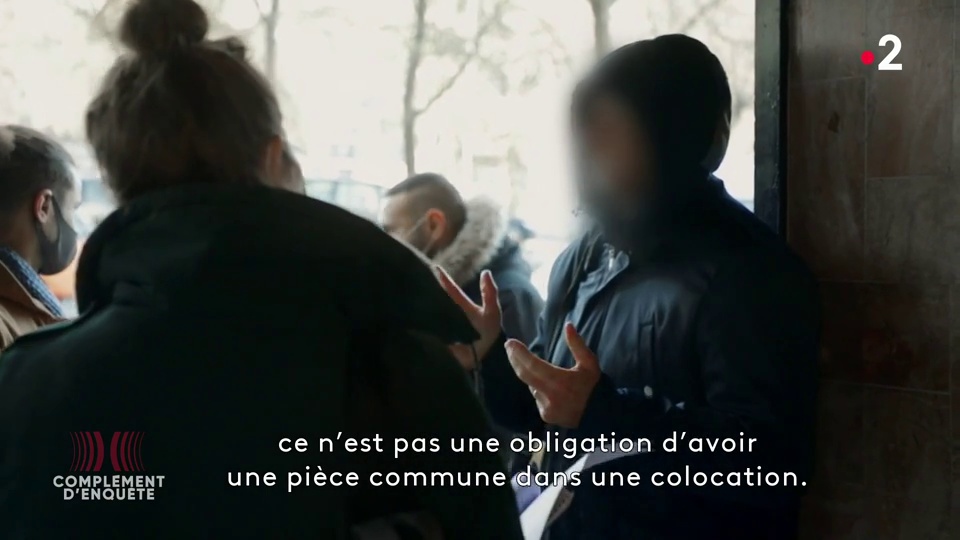 2
ce n'est pas une obligation d'avoir
une pièce commune dans une colocation.
COMPLÉMENT
D'ENQUÊTE